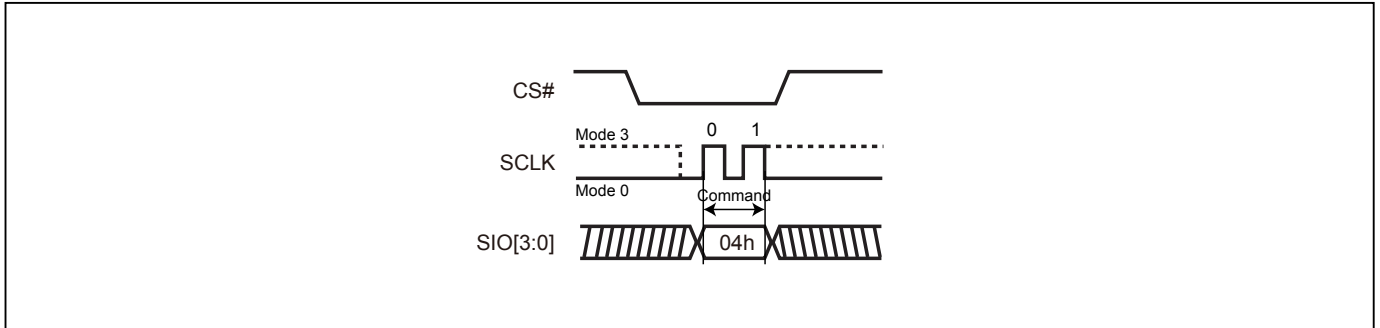 CS#
Mode 3
0 1
SCLK
Mode 0
Command
SIO[3:0]
04h